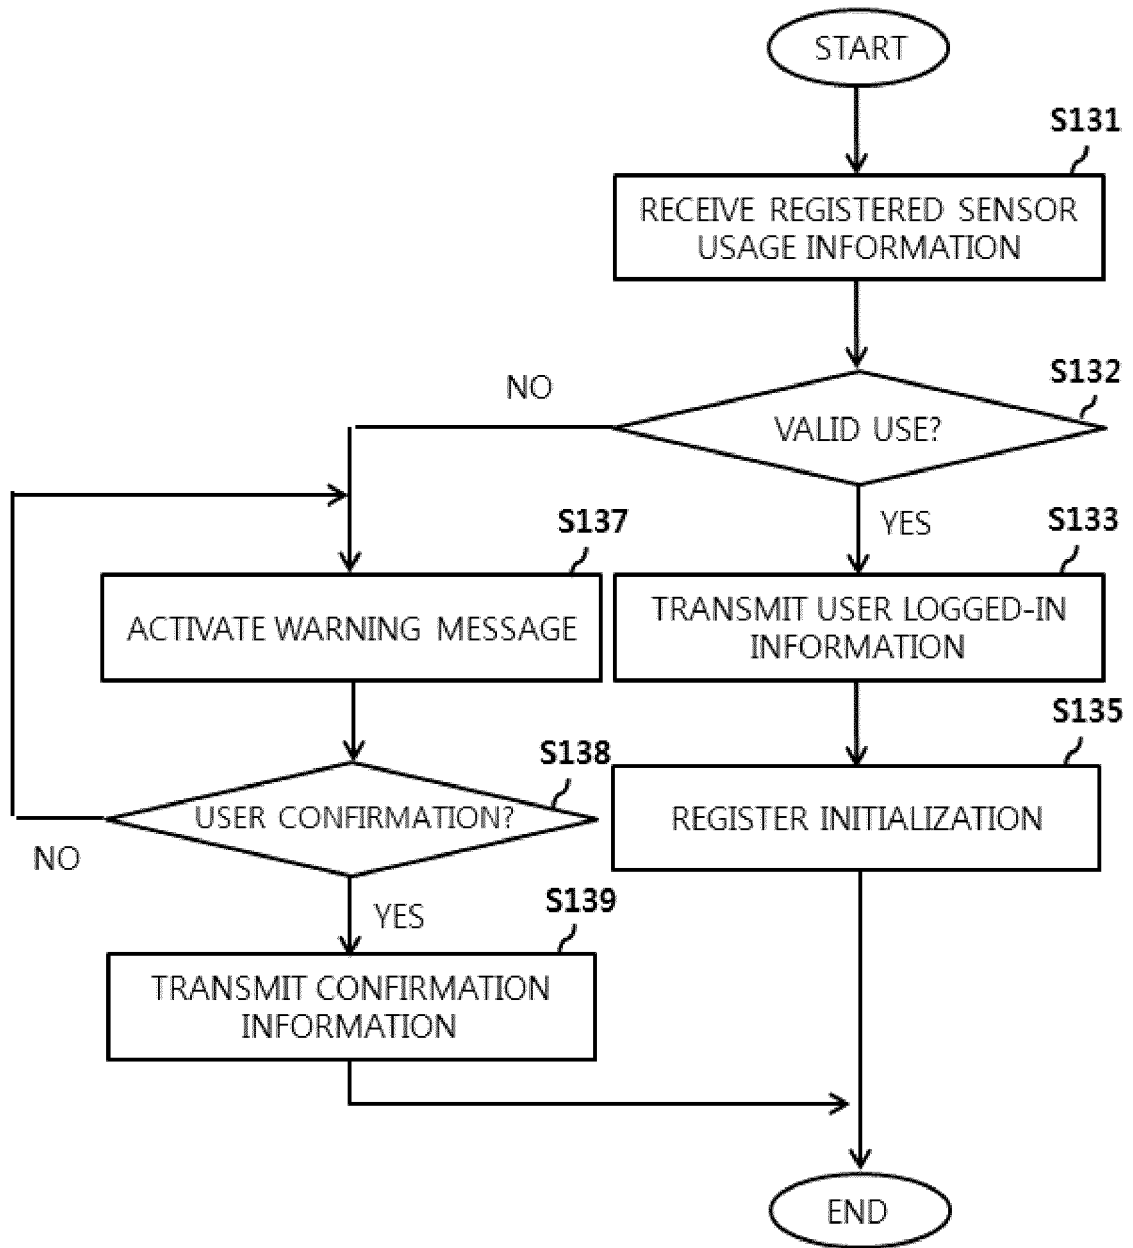 START
S131
RECEIVE REGISTERED SENSOR
USAGE INFORMATION
S132
VALID USE?
NO
YES
S137
ACTIVATE WARNING MESSAGE
S133
TRANSMIT USER LOGGED-IN
INFORMATION
S138
USER CONFIRMATION?
NO
YES
S135
REGISTER INITIALIZATION
S139
TRANSMIT CONFIRMATION
INFORMATION
END